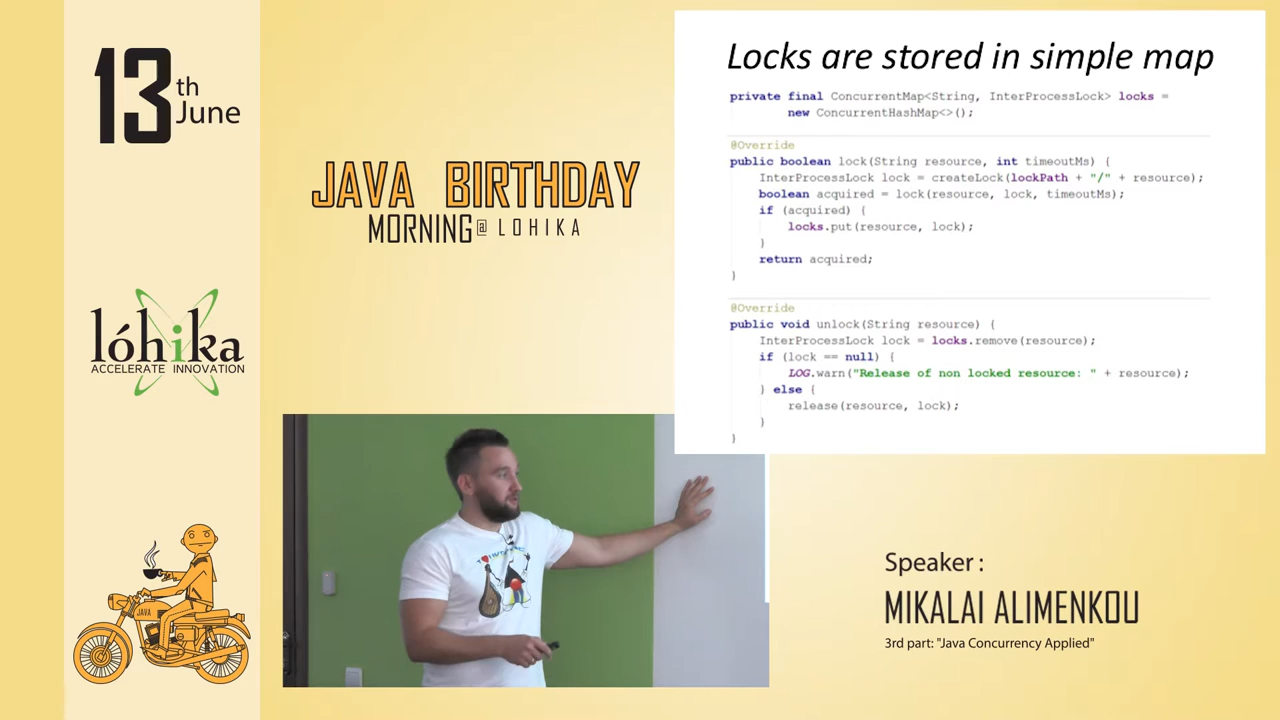 13th June
JAVA BIRTHDAY
MORNING@LOHIKA
lóhika
ACCELERATE INNOVATION
JAVA
Locks are stored in simple map
private final ConcurrentMap<String, InterProcessLock> locks =
new ConcurrentHashMap<>();
@Override
public boolean lock(String resource, int timeoutMs) {
InterProcessLock lock = createLock(lockPath + "/" + resource);
boolean acquired = lock(resource, lock, timeoutMs);
if (acquired) {
locks.put(resource, lock);
}
return acquired;
}
@Override
public void unlock(String resource) {
InterProcessLock lock = locks.remove(resource);
if (lock == null) {
LOG.warn("Release of non locked resource: " + resource);
} else {
release(resource, lock);
}
}
Speaker :
MIKALAI ALIMENKOU
3rd part: "Java Concurrency Applied"